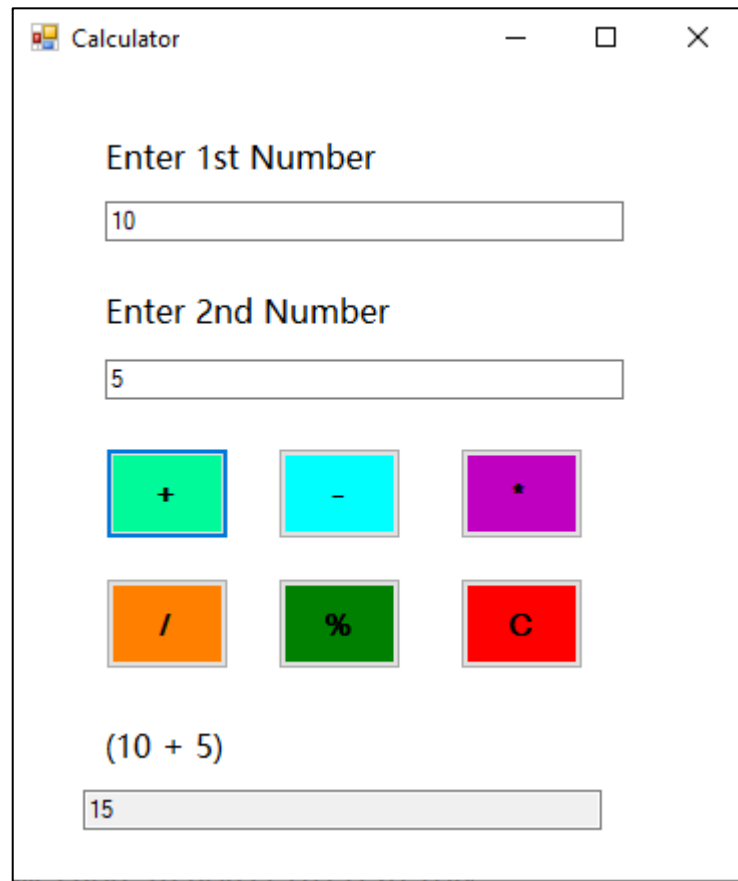 Calculator
Enter 1st Number
10
Enter 2nd Number
5
+ - *
/ % C
(10 + 5)
15